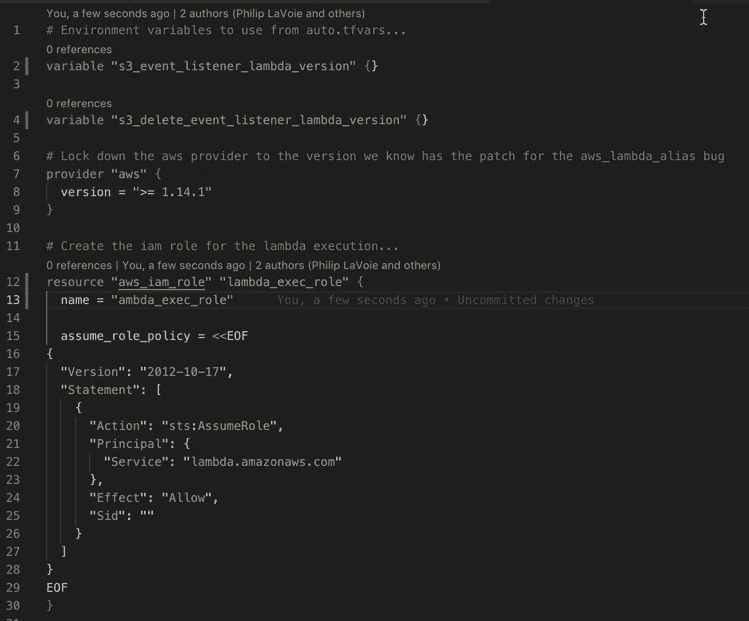 You, a few seconds ago | 2 authors (Philip LaVoie and others)
1 # Environment variables to use from auto.tfvars...
0 references
2 variable "s3_event_listener_lambda_version" {}
3
0 references
4 variable "s3_delete_event_listener_lambda_version" {}
5
6 # Lock down the aws provider to the version we know has the patch for the aws_lambda_alias bug
7 provider "aws" {
8 version = ">= 1.14.1"
9 }
10
11 # Create the iam role for the lambda execution...
0 references | You, a few seconds ago | 2 authors (Philip LaVoie and others)
12 resource "aws_iam_role" "lambda_exec_role" {
13 name = "ambda_exec_role" You, a few seconds ago • Uncommitted changes
14
15 assume_role_policy = <<EOF
16 {
17 "Version": "2012-10-17",
18 "Statement": [
19 {
20 "Action": "sts:AssumeRole",
21 "Principal": {
22 "Service": "lambda.amazonaws.com"
23 },
24 "Effect": "Allow",
25 "Sid": ""
26 }
27 ]
28 }
29 EOF
30 }